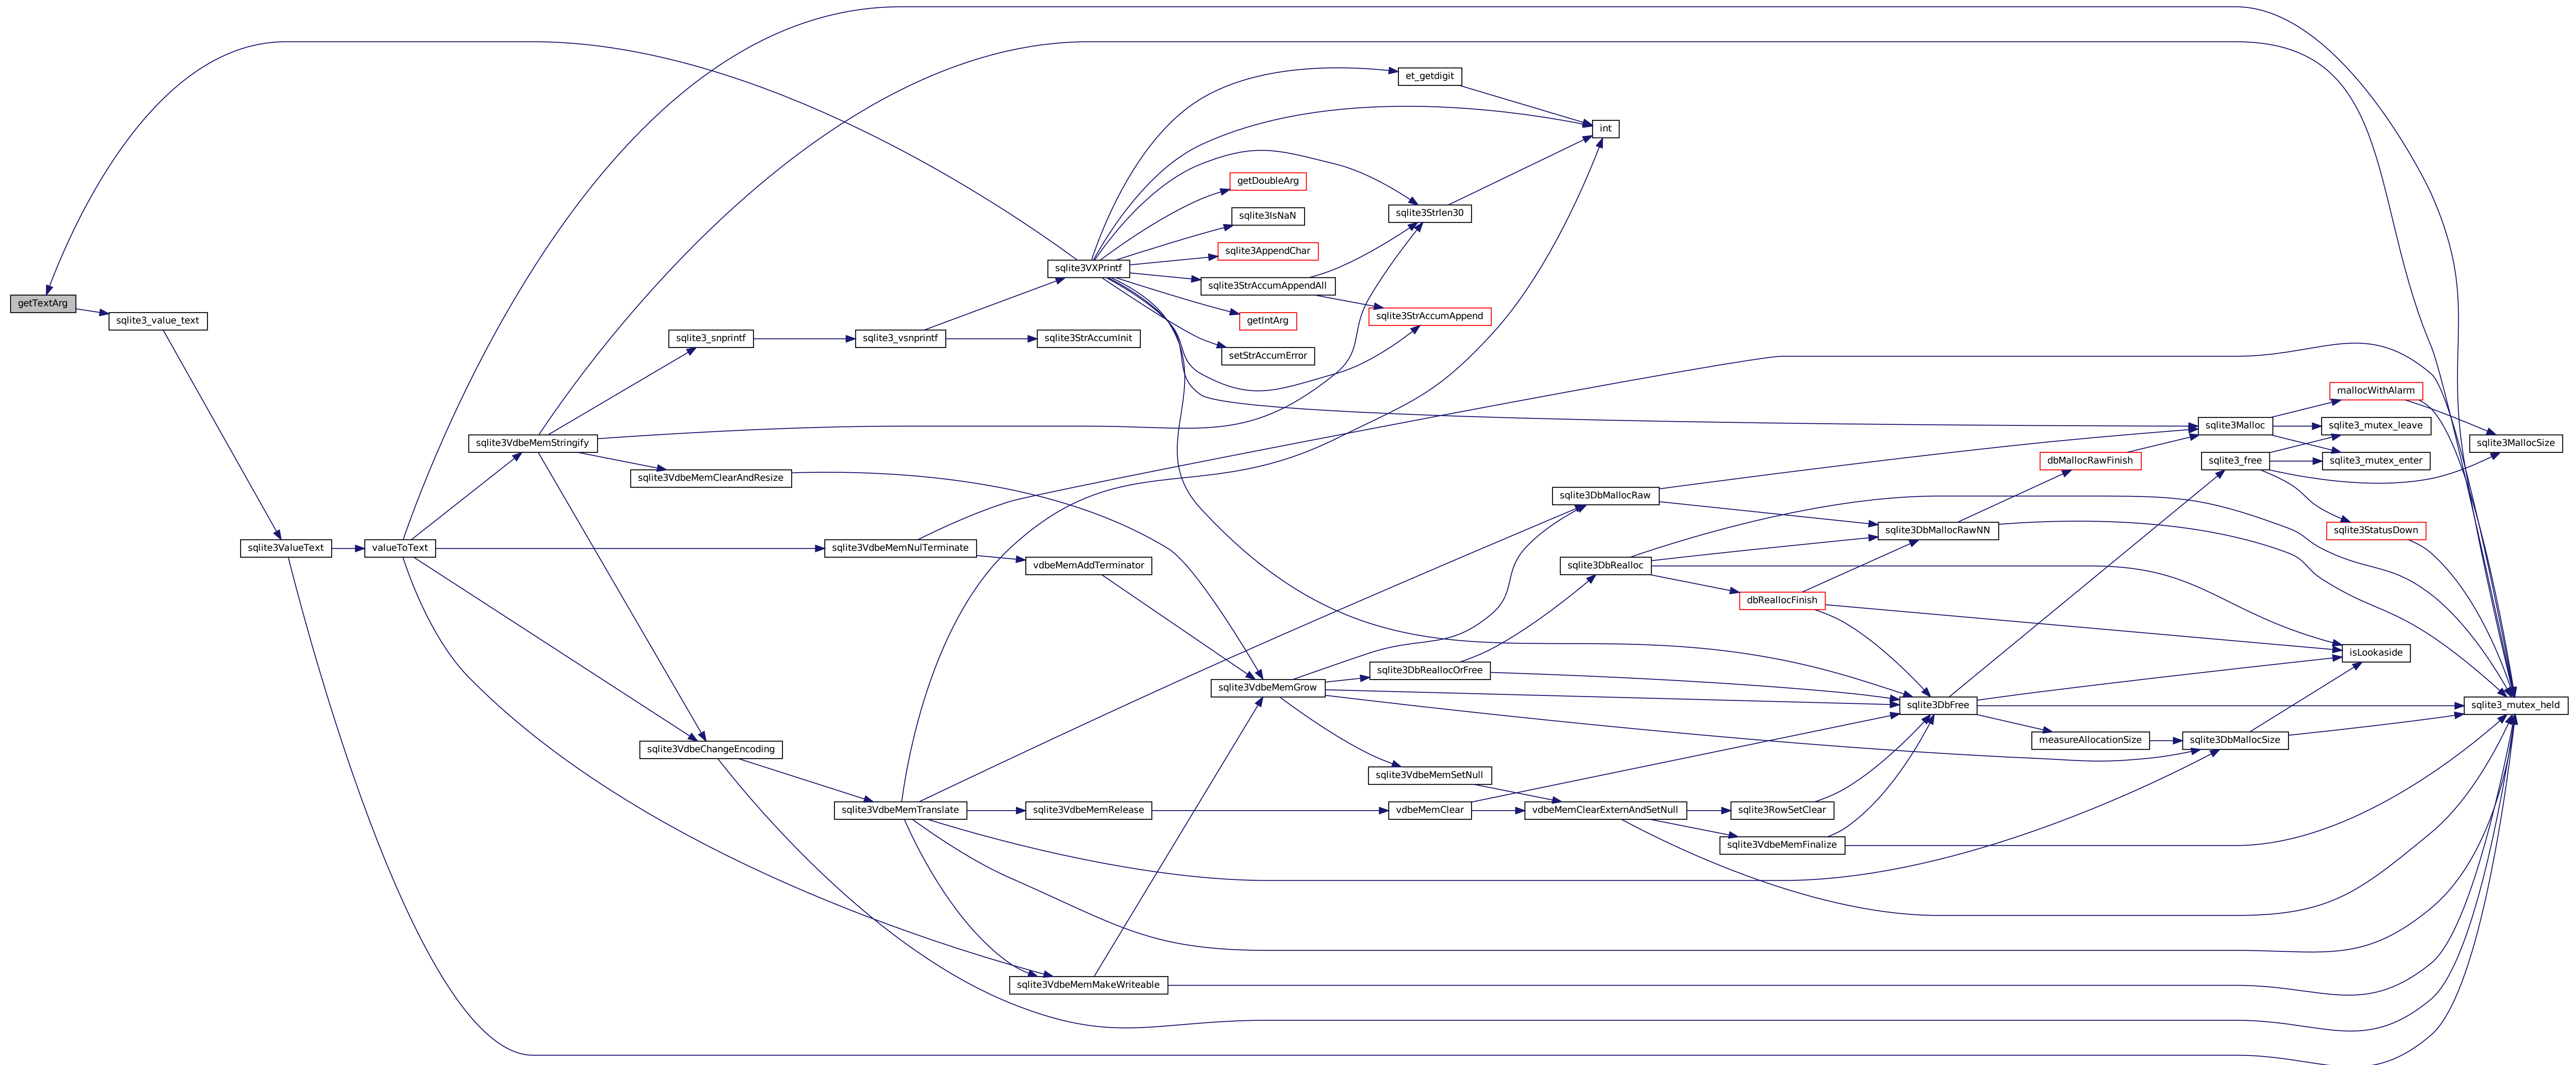 getTextArg
sqlite3_value_text
sqlite3ValueText
valueToText
sqlite3VdbeMemStringify
sqlite3_snprintf
sqlite3VdbeMemClearAndResize
sqlite3VdbeChangeEncoding
sqlite3_vsnprintf
sqlite3VdbeMemNulTerminate
sqlite3VdbeMemTranslate
sqlite3VXPrintf
sqlite3StrAccumInit
vdbeMemAddTerminator
sqlite3VdbeMemRelease
sqlite3VdbeMemMakeWriteable
getDoubleArg
sqlite3IsNaN
sqlite3AppendChar
sqlite3StrAccumAppendAll
getIntArg
setStrAccumError
sqlite3VdbeMemGrow
et_getdigit
sqlite3Strlen30
sqlite3StrAccumAppend
sqlite3DbReallocOrFree
sqlite3VdbeMemSetNull
vdbeMemClear
int
sqlite3DbMallocRaw
sqlite3DbRealloc
vdbeMemClearExternAndSetNull
dbReallocFinish
sqlite3RowSetClear
sqlite3VdbeMemFinalize
sqlite3DbMallocRawNN
sqlite3DbFree
dbMallocRawFinish
measureAllocationSize
sqlite3Malloc
sqlite3_free
sqlite3DbMallocSize
mallocWithAlarm
sqlite3_mutex_leave
sqlite3_mutex_enter
sqlite3StatusDown
isLookaside
sqlite3MallocSize
sqlite3_mutex_held